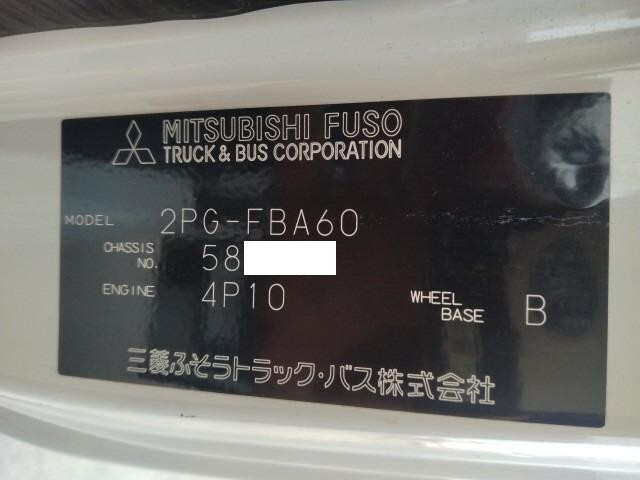 MITSUBISHI FUSO
TRUCK & BUS CORPORATION
MODEL 2PG-FBA60
CHASSIS NO. 58
ENGINE 4P10
WHEEL BASE B
三菱ふそうトラック・バス株式会社